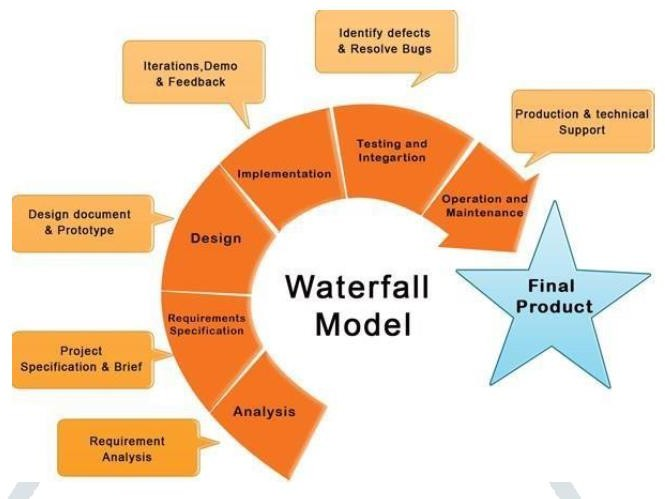 Identify defects
& Resolve Bugs
Iterations,Demo
& Feedback
Production & technical
Support
Testing and
Integartion
Implementation
Operation and
Maintenance
Design document
& Prototype
Design
Final
Product
Waterfall
Model
Requirements
Specification
Project
Specification & Brief
Analysis
Requirement
Analysis